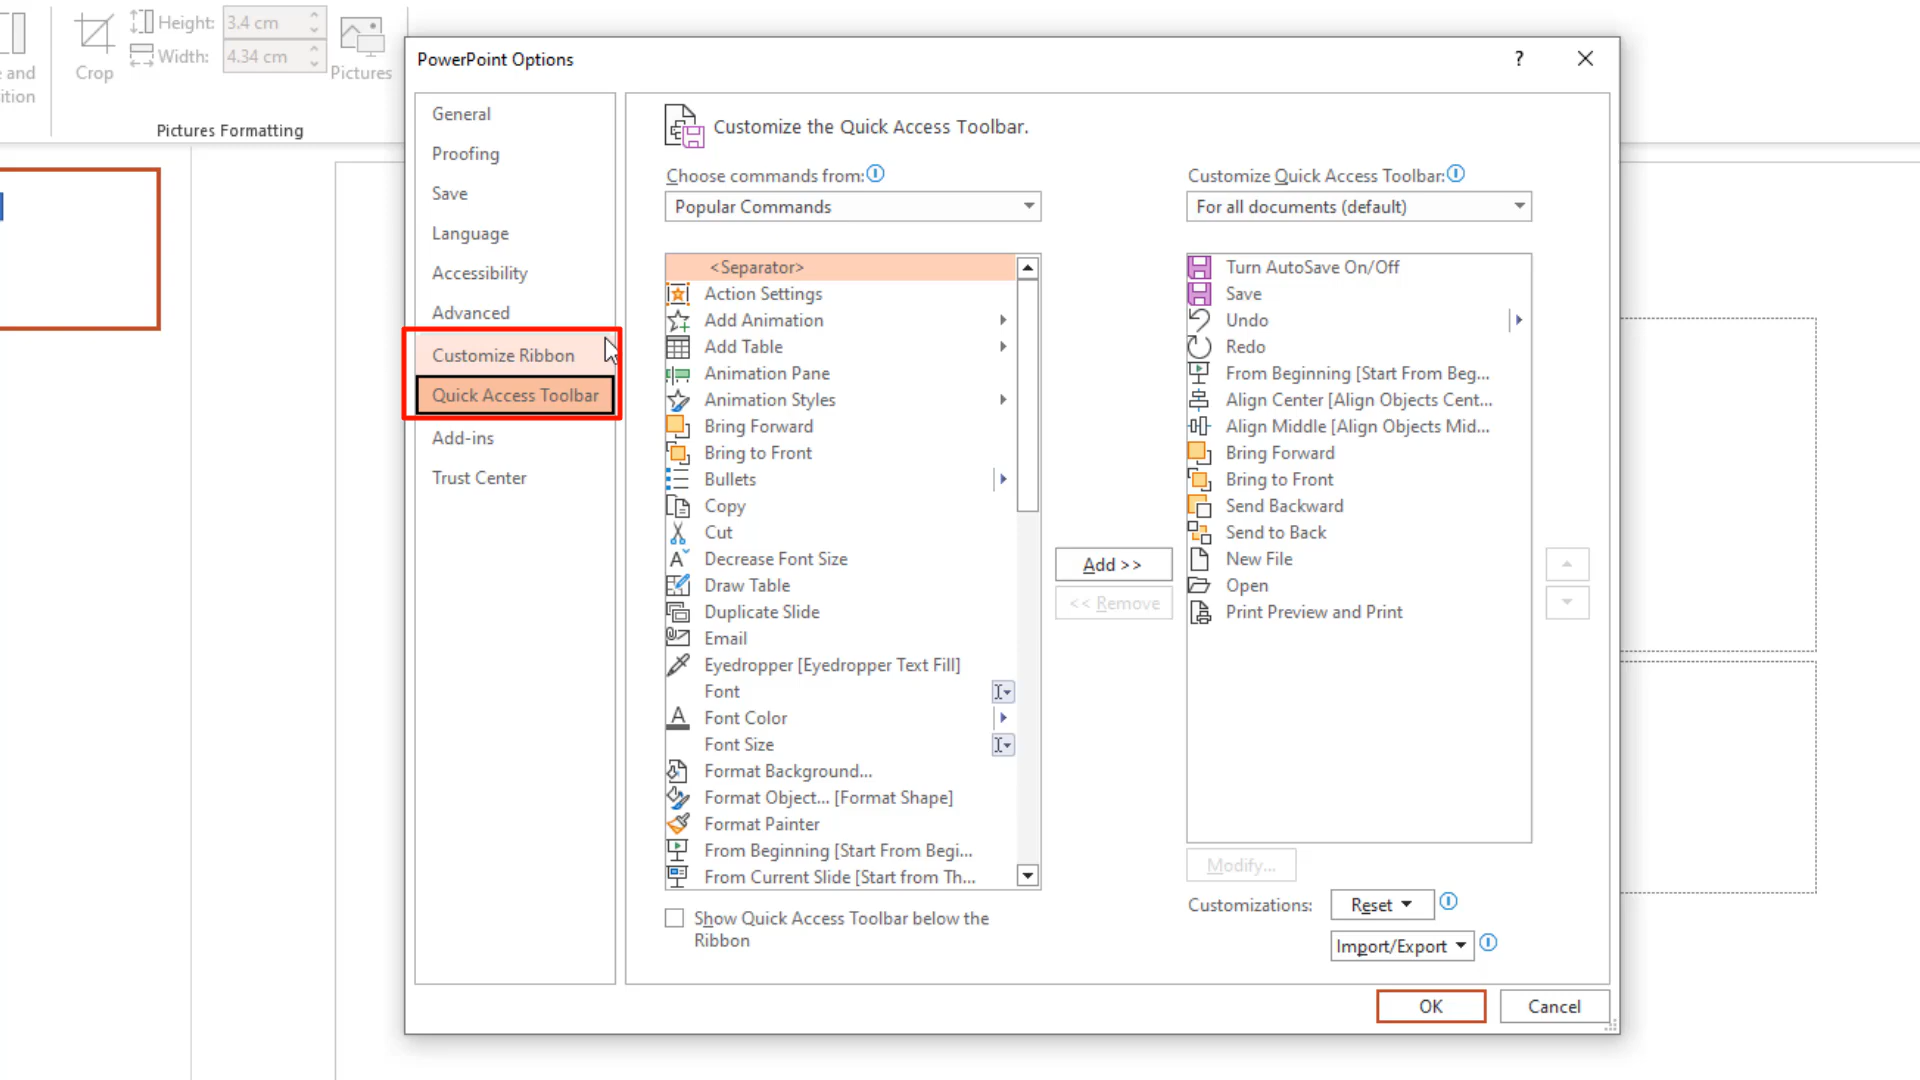 Height:
3.4 cm
Width:
4.34 cm
and
ition
Crop
Pictures
Pictures Formatting
PowerPoint Options
?
General
Proofing
Save
Language
Accessibility
Advanced
Customize Ribbon
Quick Access Toolbar
Add-ins
Trust Center
Customize the Quick Access Toolbar.
Choose commands from:
Popular Commands
<Separator>
Action Settings
Add Animation
Add Table
Animation Pane
Animation Styles
Bring Forward
Bring to Front
Bullets
Copy
Cut
Decrease Font Size
Draw Table
Duplicate Slide
Email
Eyedropper [Eyedropper Text Fill]
Font
Font Color
Font Size
Format Background...
Format Object... [Format Shape]
Format Painter
From Beginning [Start From Begi...
From Current Slide [Start from Th...
Show Quick Access Toolbar below the
Ribbon
Add >>
<< Remove
Customize Quick Access Toolbar:
For all documents (default)
Turn AutoSave On/Off
Save
Undo
Redo
From Beginning [Start From Beg...
Align Center [Align Objects Cent...
Align Middle [Align Objects Mid...
Bring Forward
Bring to Front
Send Backward
Send to Back
New File
Open
Print Preview and Print
Modify...
Customizations:
Reset
Import/Export
OK
Cancel